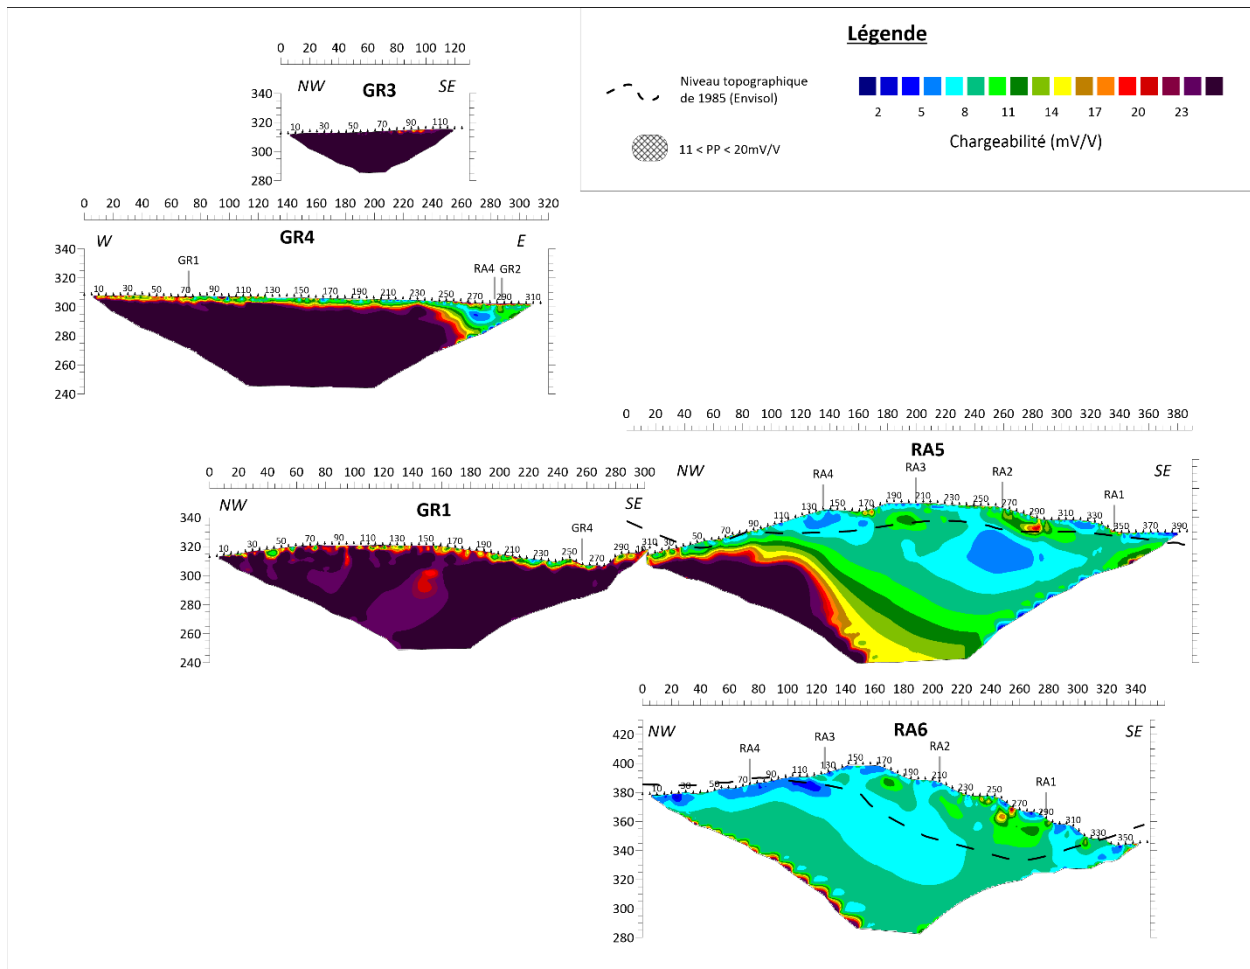 Légende
Niveau topographique
de 1985 (Envisol)
11 < PP < 20mV/V
2 5 8 11 14 17 20 23
Chargeabilité (mV/V)
0 20 40 60 80 100 120
NW GR3 SE
340
320
300
280
10 30 50 70 90 110
0 20 40 60 80 100 120 140 160 180 200 220 240 260 280 300 320
W GR4 E
340
320
300
280
260
240
GR1 RA4 GR2
10 30 50 70 90 110 130 150 170 190 210 230 250 270 290 310
0 20 40 60 80 100 120 140 160 180 200 220 240 260 280 300
NW GR1 SE
340
320
300
280
260
240
GR4
10 30 50 70 90 110 130 150 170 190 210 230 250 270 290 310
0 20 40 60 80 100 120 140 160 180 200 220 240 260 280 300 320 340 360 380
NW RA5 SE
RA4 RA3 RA2 RA1
30 50 70 90 110 130 150 170 190 210 230 250 270 290 310 330 350 370 390
0 20 40 60 80 100 120 140 160 180 200 220 240 260 280 300 320 340
NW RA6 SE
420
400
380
360
340
320
300
280
RA4 RA3 RA2 RA1
10 30 50 70 90 110 130 150 170 190 210 230 250 270 290 310 330 350